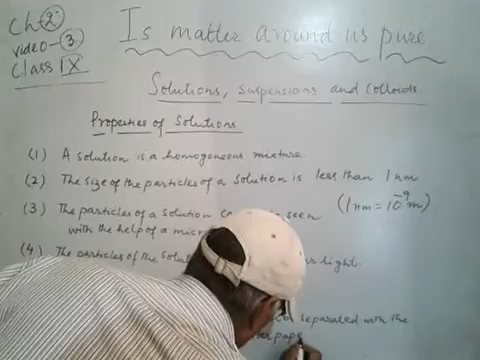 Ch-2
video-3
Class IX
Is matter around us pure
Solutions, suspensions and colloids
Properties of solutions
(1) A solution is a homogeneous mixture.
(2) The size of the particles of a solution is less than 1 nm
(1 nm = 10⁻⁹m)
(3) The particles of a solution seen
with the help of a
(4) The particles of the light.
separated with the